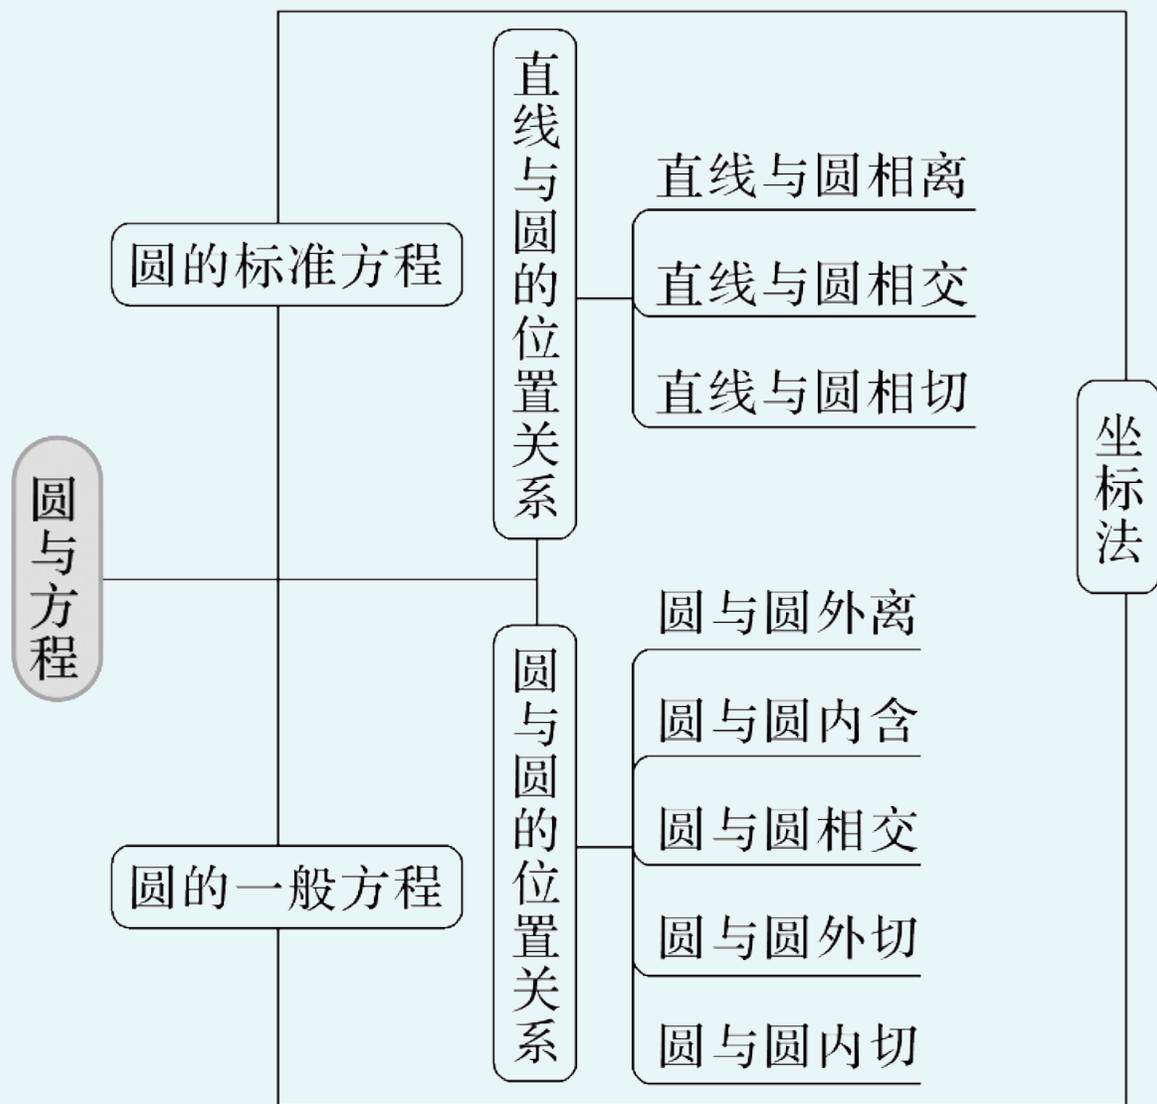 圆与方程
圆的标准方程
圆的一般方程
直线与圆的位置关系
直线与圆相离
直线与圆相交
直线与圆相切
圆与圆的位置关系
圆与圆外离
圆与圆内含
圆与圆相交
圆与圆外切
圆与圆内切
坐标法